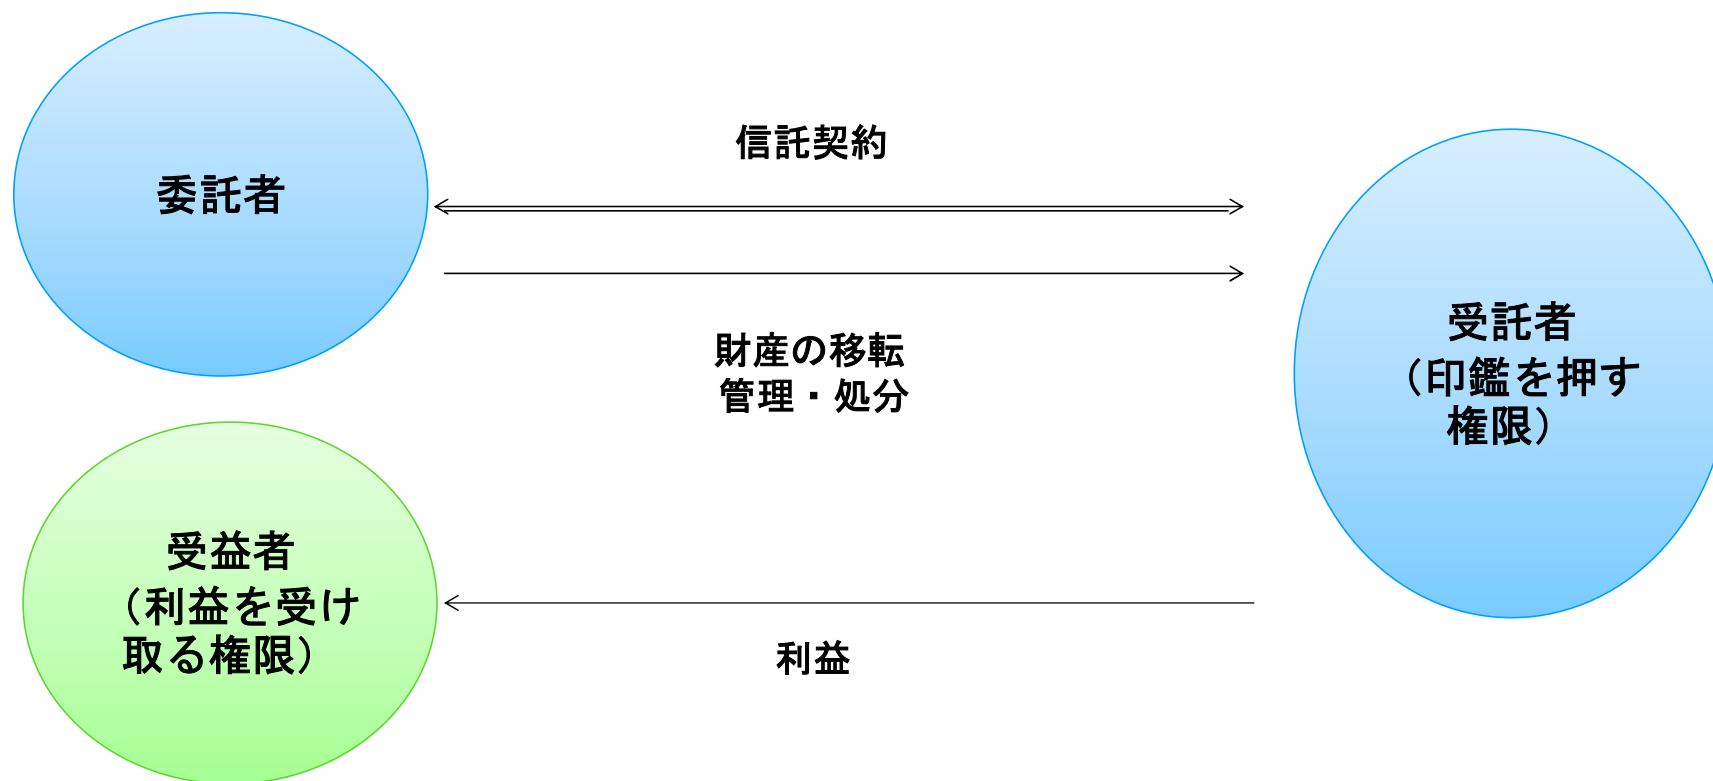 委託者
信託契約
財産の移転
管理・処分
受託者
（印鑑を押す
権限）
受益者
（利益を受け
取る権限）
利益